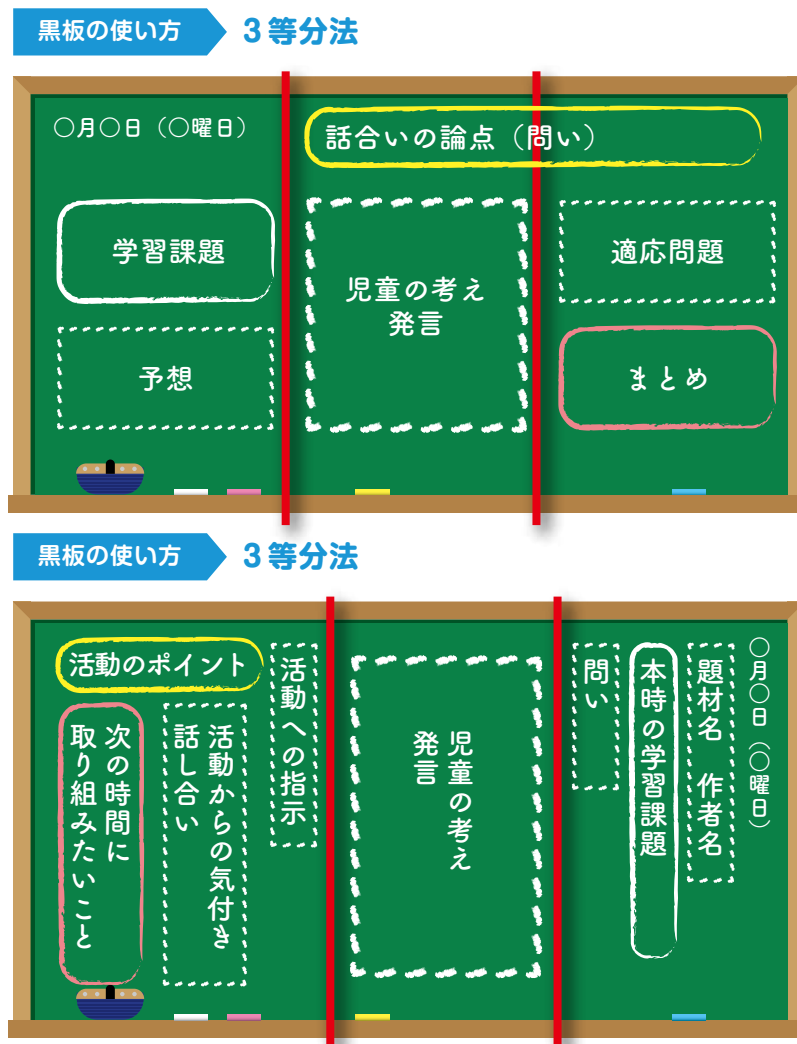 黒板の使い方
３等分法
○月○日（○曜日）
話合いの論点（問い）
学習課題
予想
児童の考え
発言
適応問題
まとめ
黒板の使い方
３等分法
○月○日（○曜日）
題材名　作者名
本時の学習課題
問い
児童の考え
発言
活動への指示
活動のポイント
活動からの気付き
話し合い
次の時間に
取り組みたいこと